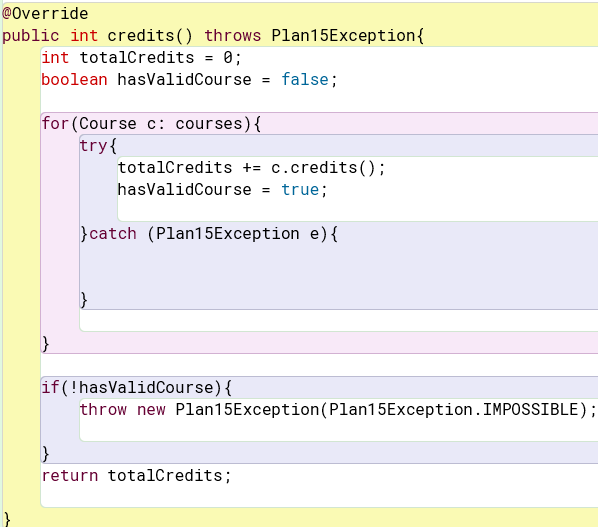 @Override
public int credits() throws Plan15Exception{
int totalCredits = 0;
boolean hasValidCourse = false;
for(Course c: courses){
try{
totalCredits += c.credits();
hasValidCourse = true;
}catch (Plan15Exception e){
}
}
if(!hasValidCourse){
throw new Plan15Exception(Plan15Exception.IMPOSSIBLE);
}
return totalCredits;
}